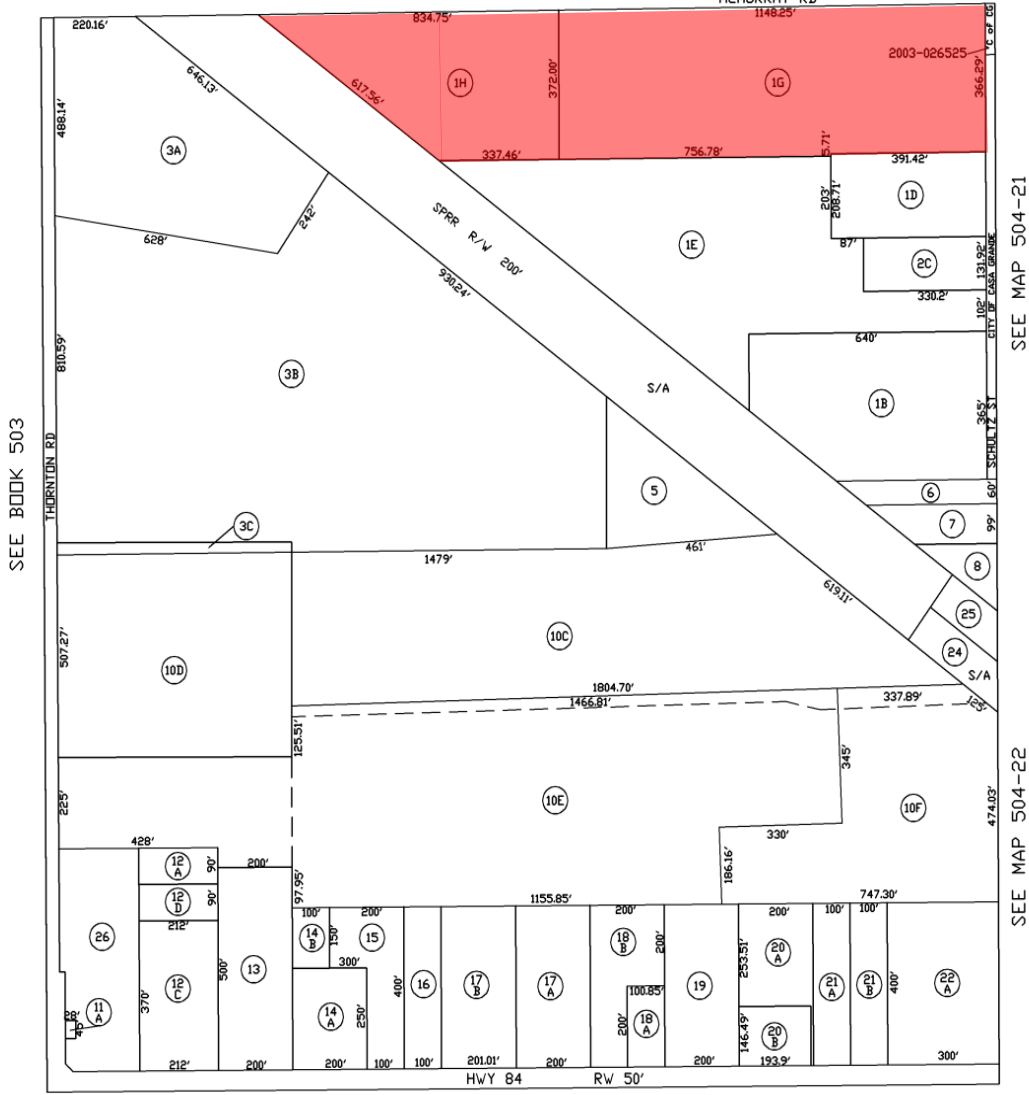 220.16'
834.75'
1148.25'
"C of CG
2003-026525
646.13'
617.56'
1H
372.00'
1G
366.29'
488.14'
3A
337.46'
756.78'
5.71'
391.42'
242'
203'
208.71'
1D
SEE MAP 504-21
628'
SPRR R/W 200'
1E
87'
2C
131.92'
CITY OF CASA GRANDE
930.24'
330.2'
102'
810.59'
3B
640'
S/A
1B
365'
SCHULTZ ST
SEE BOOK 503
THORNTON RD
5
6
60'
3C
7
99'
1479'
461'
8
619.11'
25
507.27'
10D
10C
24
S/A
1804.70'
1466.81'
337.89'
125'
125.51'
345'
SEE MAP 504-22
225'
10E
10F
474.03'
428'
330'
12 A
90'
200'
186.16'
12 D
90'
97.95'
1155.85'
747.30'
212'
100'
200'
200'
200'
100'
100'
26
14 B
150'
15
18 B
200'
253.51'
20 A
300'
500'
13
400'
16
17 B
17 A
19
21 A
21 B
400'
22 A
12 C
370'
100.85'
28'
45'
11 A
14 A
250'
200'
18 A
146.49'
20 B
212'
200'
200'
100'
100'
201.01'
200'
200'
193.9'
300'
HWY 84 RW 50'